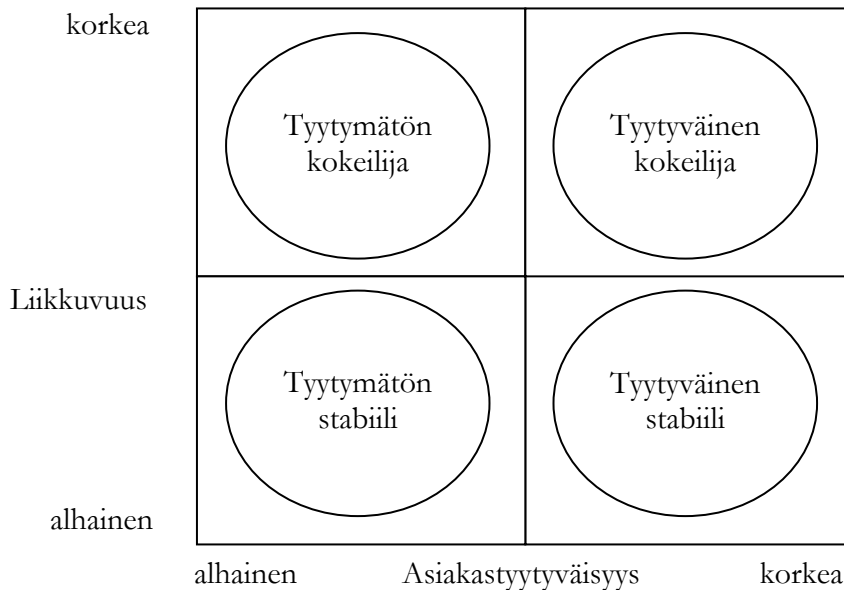 korkea
Tyytymätön
kokeilija
Tyytyväinen
kokeilija
Liikkuvuus
Tyytymätön
stabiili
Tyytyväinen
stabiili
alhainen
alhainen Asiakastyytyväisyys korkea